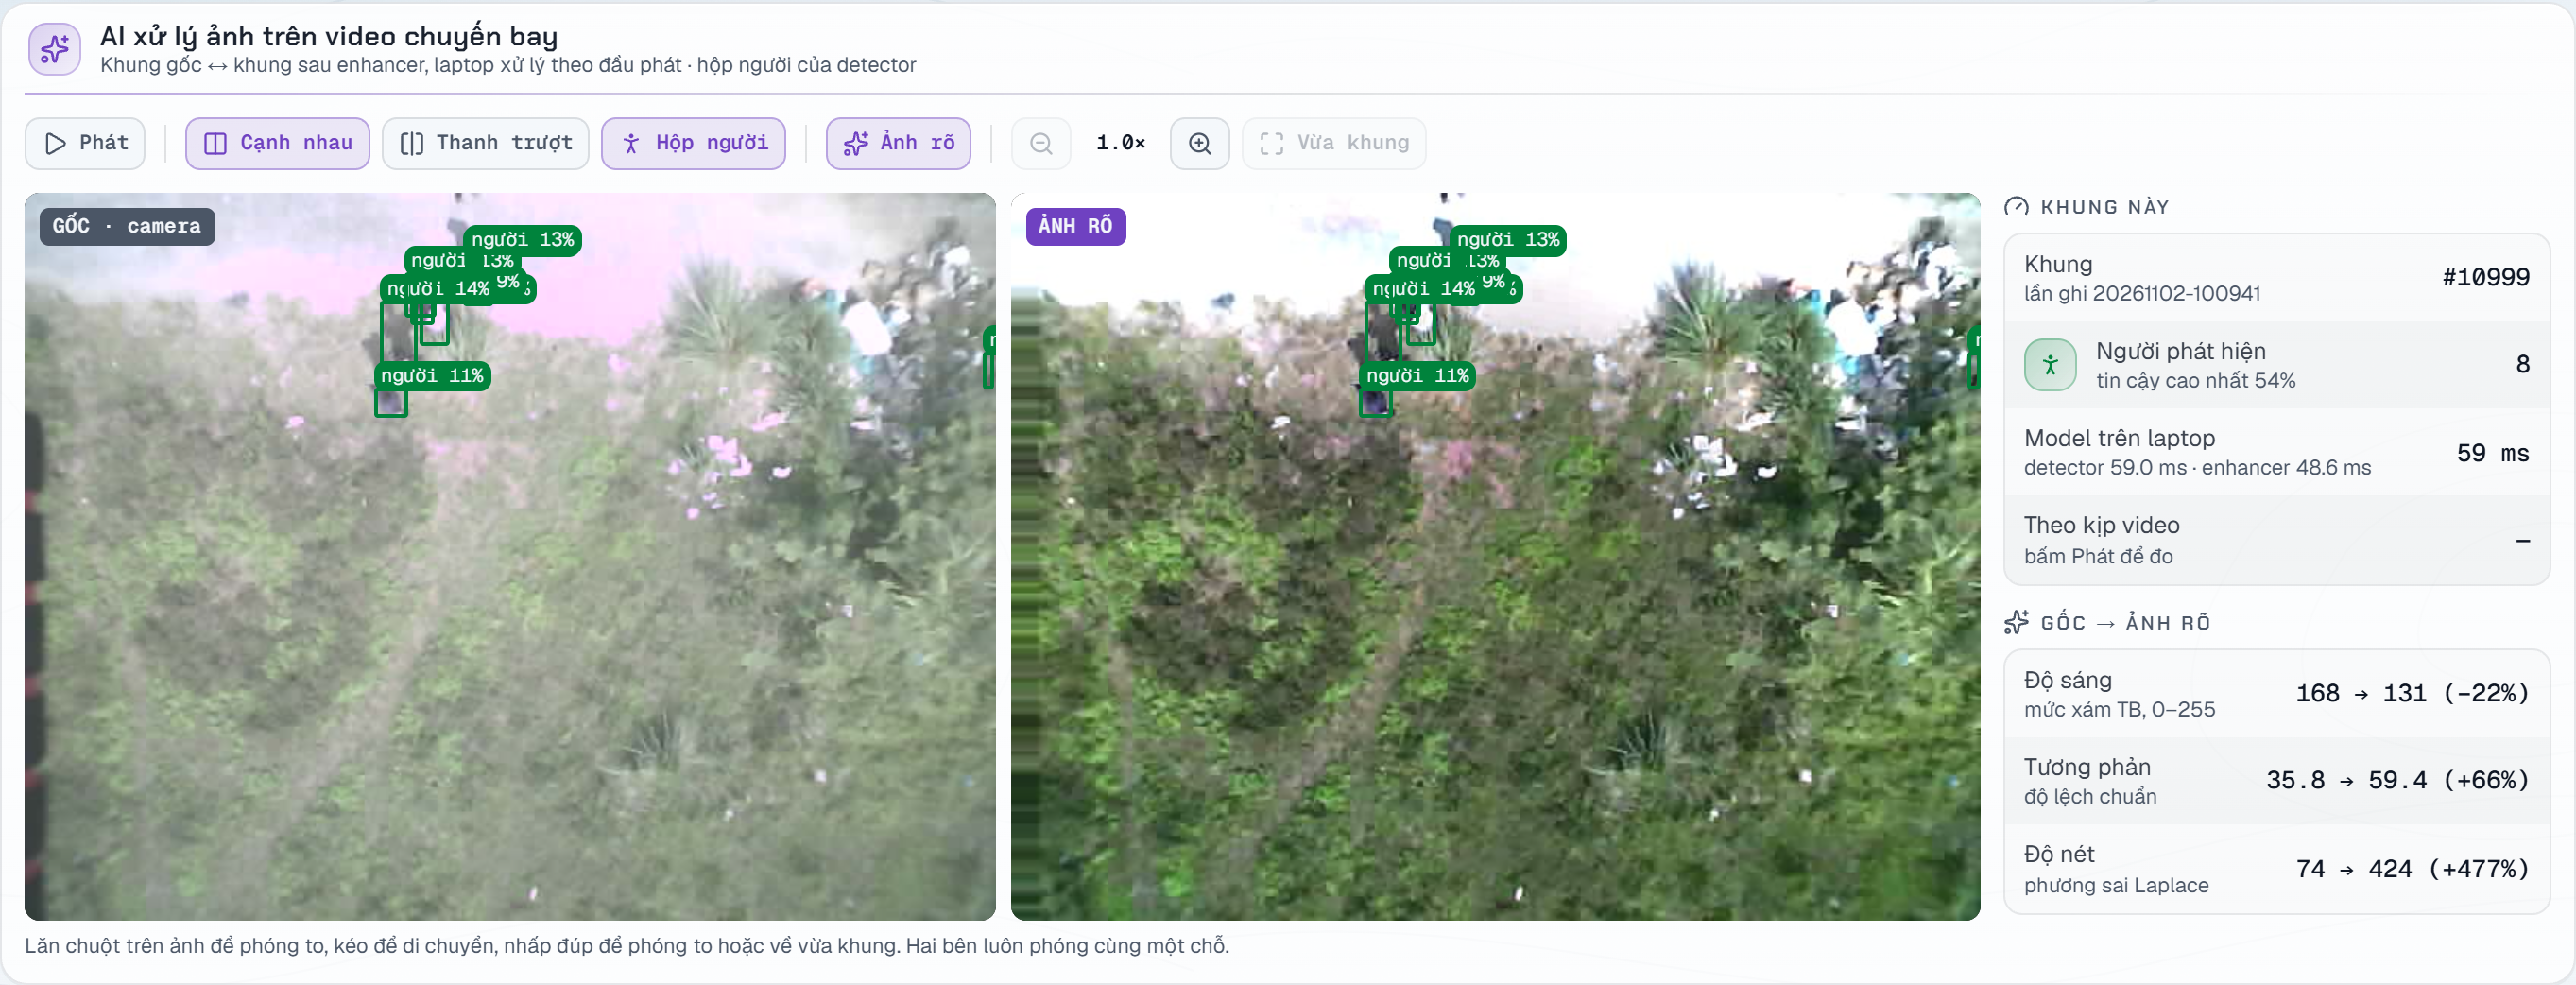 AI xử lý ảnh trên video chuyến bay
Khung gốc ↔ khung sau enhancer, laptop xử lý theo đầu phát · hộp người của detector
Phát
Cạnh nhau
Thanh trượt
Hộp người
Ảnh rõ
1.0×
Vừa khung
GỐC · camera
người 13%
người 13%
người 14%
9%
người 11%
ẢNH RÕ
người 13%
người 13%
người 14%
9%
người 11%
KHUNG NÀY
Khung
lần ghi 20261102-100941
#10999
Người phát hiện
tin cậy cao nhất 54%
8
Model trên laptop
detector 59.0 ms · enhancer 48.6 ms
59 ms
Theo kịp video
bấm Phát để đo
—
GỐC → ẢNH RÕ
Độ sáng
mức xám TB, 0–255
168 → 131 (−22%)
Tương phản
độ lệch chuẩn
35.8 → 59.4 (+66%)
Độ nét
phương sai Laplace
74 → 424 (+477%)
Lăn chuột trên ảnh để phóng to, kéo để di chuyển, nhấp đúp để phóng to hoặc về vừa khung. Hai bên luôn phóng cùng một chỗ.